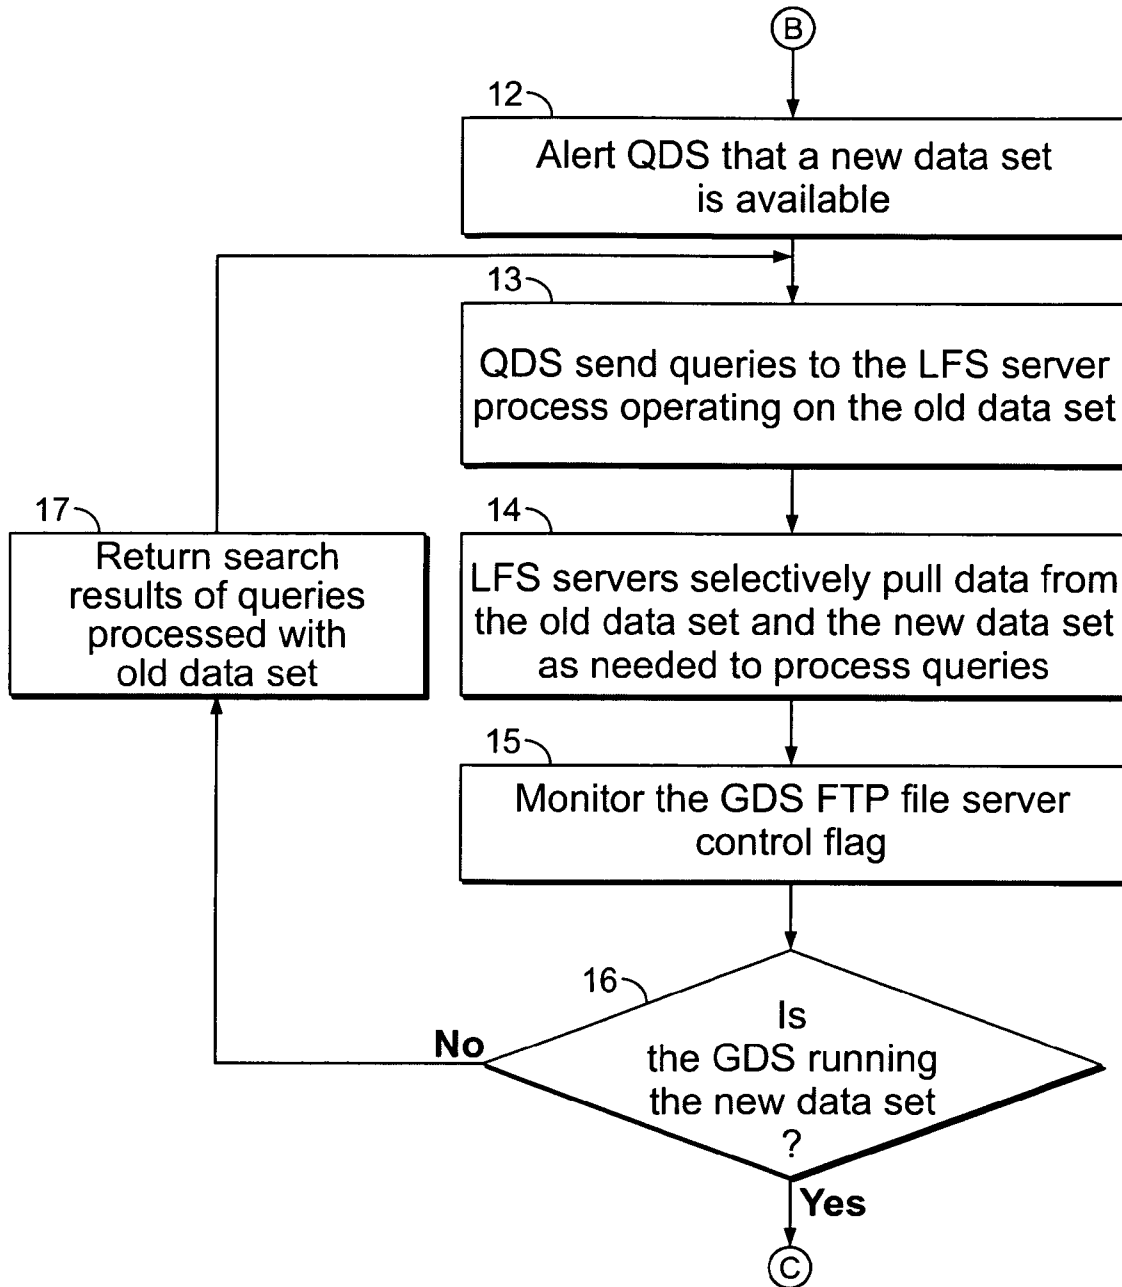 B
12
Alert QDS that a new data set
is available
13
QDS send queries to the LFS server
process operating on the old data set
17
Return search
results of queries
processed with
old data set
14
LFS servers selectively pull data from
the old data set and the new data set
as needed to process queries
15
Monitor the GDS FTP file server
control flag
16
Is
the GDS running
the new data set
?
No
Yes
C